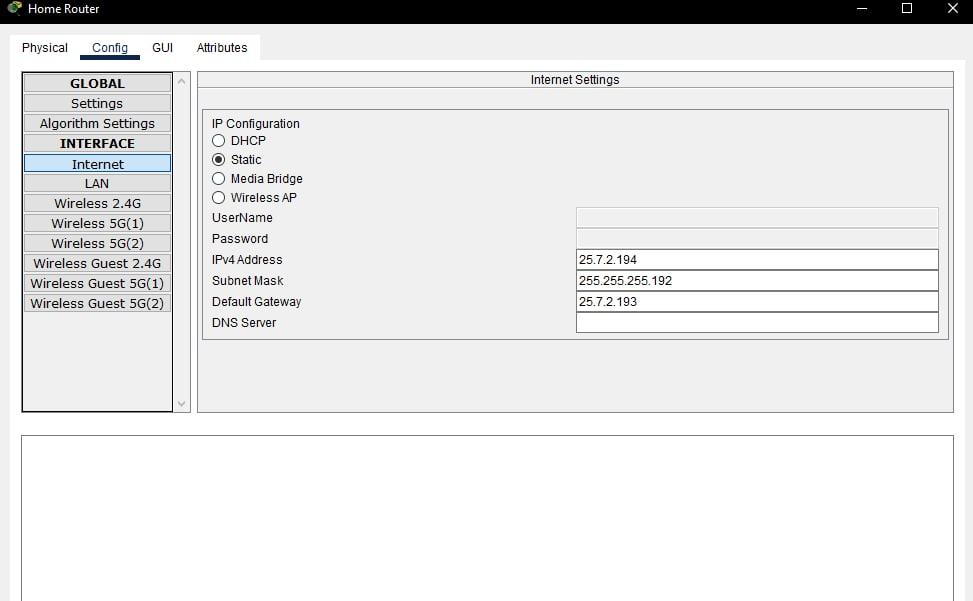 Home Router
Physical Config GUI Attributes
GLOBAL
Settings
Algorithm Settings
INTERFACE
Internet
LAN
Wireless 2.4G
Wireless 5G(1)
Wireless 5G(2)
Wireless Guest 2.4G
Wireless Guest 5G(1)
Wireless Guest 5G(2)
Internet Settings
IP Configuration
DHCP
Static
Media Bridge
Wireless AP
UserName
Password
IPv4 Address 25.7.2.194
Subnet Mask 255.255.255.192
Default Gateway 25.7.2.193
DNS Server